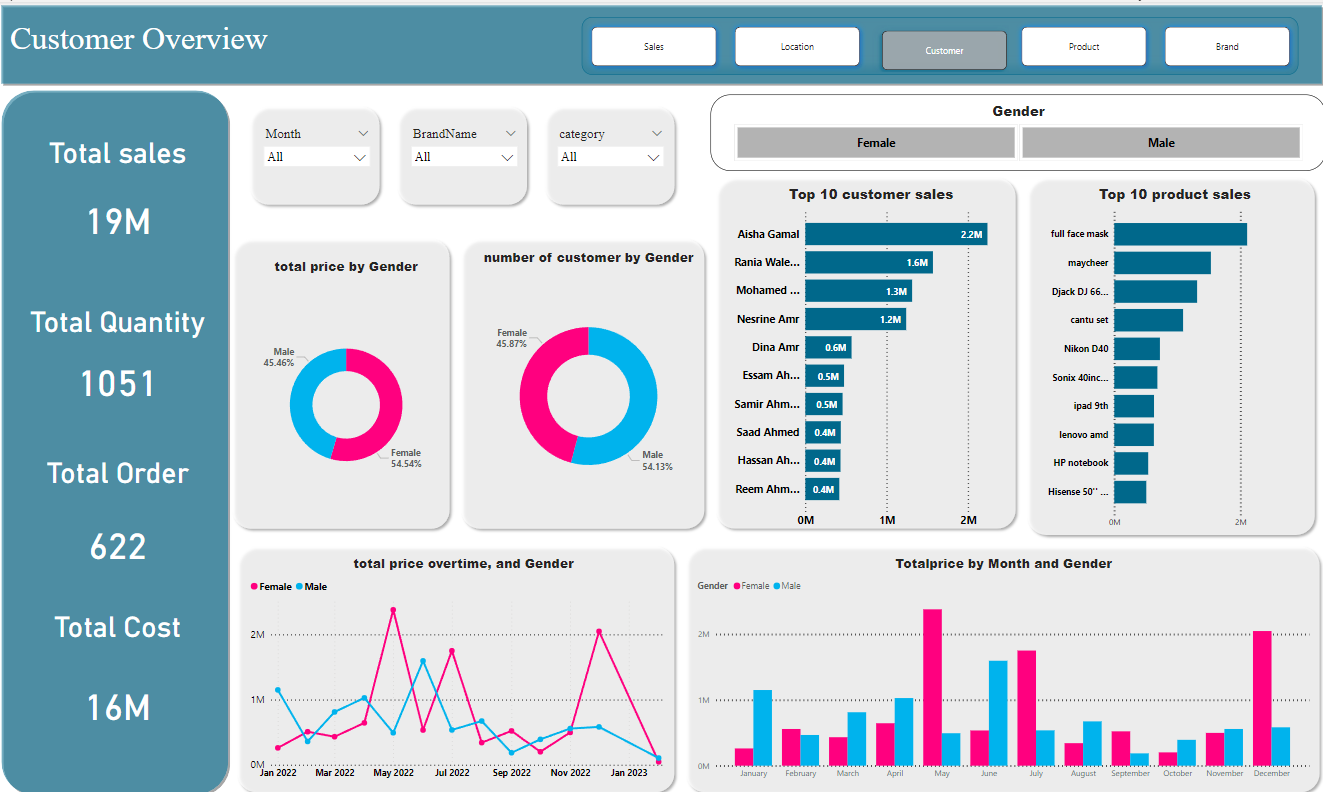 Customer Overview
Sales
Location
Customer
Product
Brand
Total sales
19M
Total Quantity
1051
Total Order
622
Total Cost
16M
Month
All
BrandName
All
category
All
Gender
Female
Male
total price by Gender
Male
45.46%
Female
54.54%
number of customer by Gender
Female
45.87%
Male
54.13%
Top 10 customer sales
Aisha Gamal 2.2M
Rania Wale... 1.6M
Mohamed ... 1.3M
Nesrine Amr 1.2M
Dina Amr 0.6M
Essam Ah... 0.5M
Samir Ahm... 0.5M
Saad Ahmed 0.4M
Hassan Ah... 0.4M
Reem Ahm... 0.4M
0M 1M 2M
Top 10 product sales
full face mask
maycheer
Djack DJ 66...
cantu set
Nikon D40
Sonix 40inc...
ipad 9th
lenovo amd
HP notebook
Hisense 50'' ...
0M 2M
total price overtime, and Gender
Female Male
2M
1M
0M
Jan 2022 Mar 2022 May 2022 Jul 2022 Sep 2022 Nov 2022 Jan 2023
Totalprice by Month and Gender
Gender Female Male
2M
1M
0M
January February March April May June July August September October November December